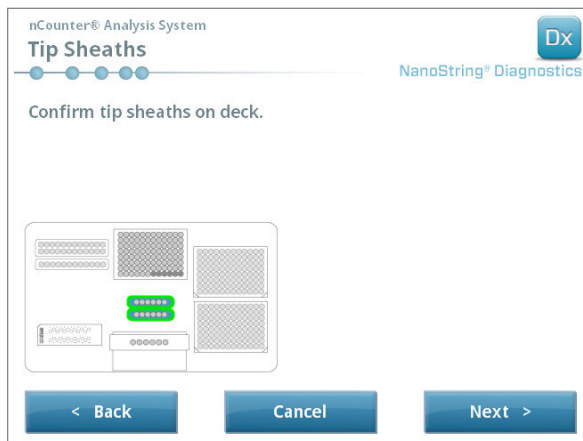 nCounter® Analysis System
Tip Sheaths
Dx
NanoString® Diagnostics
Confirm tip sheaths on deck.
< Back
Cancel
Next >